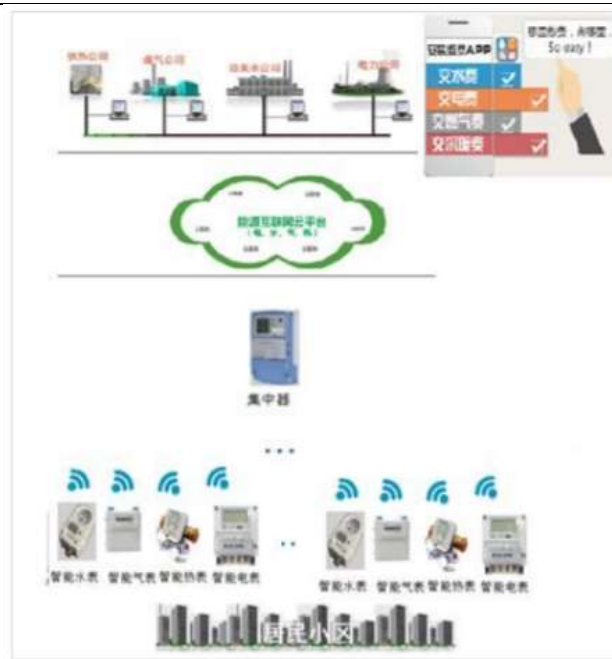 供热公司
煤气公司
自来水公司
电力公司
交水费
交电费
交燃气费
交采暖费
So easy!
能源互联网云平台
(电、水、气、热)
集中器
...
智能水表 智能气表 智能热表 智能电表
..
智能水表 智能气表 智能热表 智能电表
居民小区